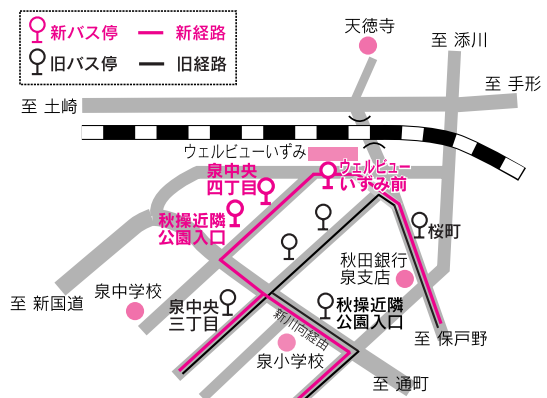 新バス停 新経路
旧バス停 旧経路
天徳寺
至 添川
至 手形
至 土崎
ウェルビューいずみ
ウェルビュー
いずみ前
泉中央
四丁目
秋操近隣
公園入口
桜町
秋田銀行
泉支店
至 新国道
泉中学校
泉中央
三丁目
秋操近隣
公園入口
新川向経由
至 保戸野
泉小学校
至 通町